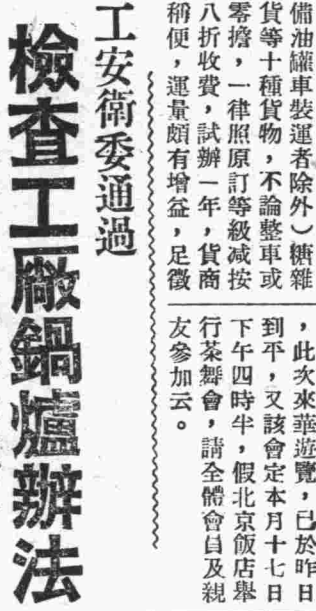 備油罐車裝運者除外）糖雜
貨等十種貨物，不論整車或
零擔，一律照原訂等級减按
八折收費，試辦一年，貨商
稱便，運量頗有增益，足徵
，此次來華遊覽，已於昨日
到平，又該會定本月十七日
下午四時半，假北京飯店舉
行茶舞會，請全體會員及親
友參加云。
工安衛委通過
檢查工廠鍋爐辦法